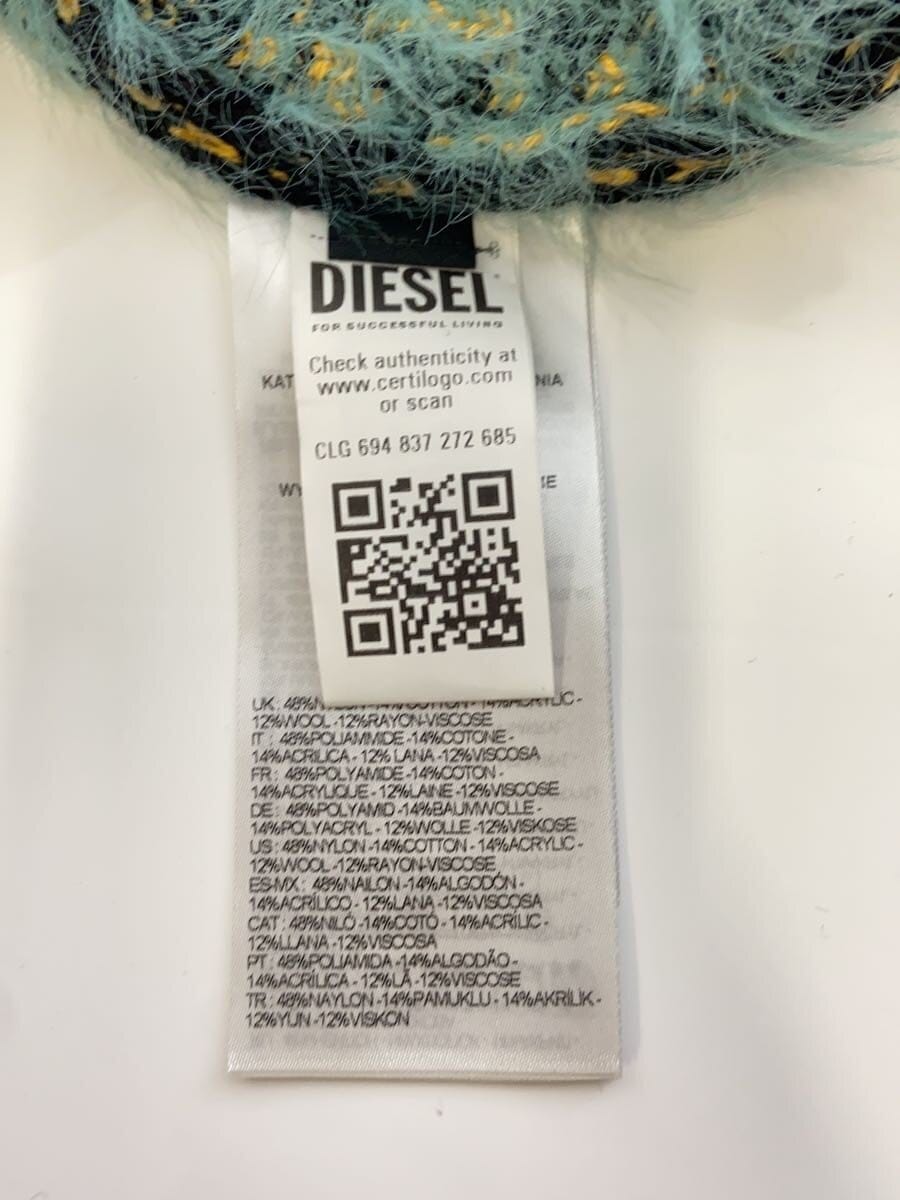 DIESEL
FOR SUCCESSFUL LIVING
Check authenticity at
www.certilogo.com
or scan
CLG 694 837 272 685
KAT
NIA
WY
IE
UK: 48%N COTTON - 14%ACRYLIC -
12%WOOL -12%RAYON-VISCOSE
IT : 48%POLIAMMIDE -14%COTONE -
14%ACRILICA - 12% LANA -12%VISCOSA
FR : 48%POLYAMIDE -14%COTON -
14%ACRYLIQUE - 12%LAINE -12%VISCOSE
DE : 48%POLYAMID -14%BAUMWOLLE -
14%POLYACRYL - 12%WOLLE -12%VISKOSE
US : 48%NYLON -14%COTTON - 14%ACRYLIC -
12%WOOL -12%RAYON-VISCOSE
ES-MX : 48%NAILON -14%ALGODÓN -
14%ACRÍLICO - 12%LANA -12%VISCOSA
CAT : 48%NILÓ -14%COTÓ - 14%ACRÍLIC -
12%LLANA -12%VISCOSA
PT : 48%POLIAMIDA -14%ALGODÃO -
14%ACRÍLICA - 12%LÃ -12%VISCOSE
TR : 48%NAYLON -14%PAMUKLU - 14%AKRİLİK -
12%YÜN -12%VİSKON